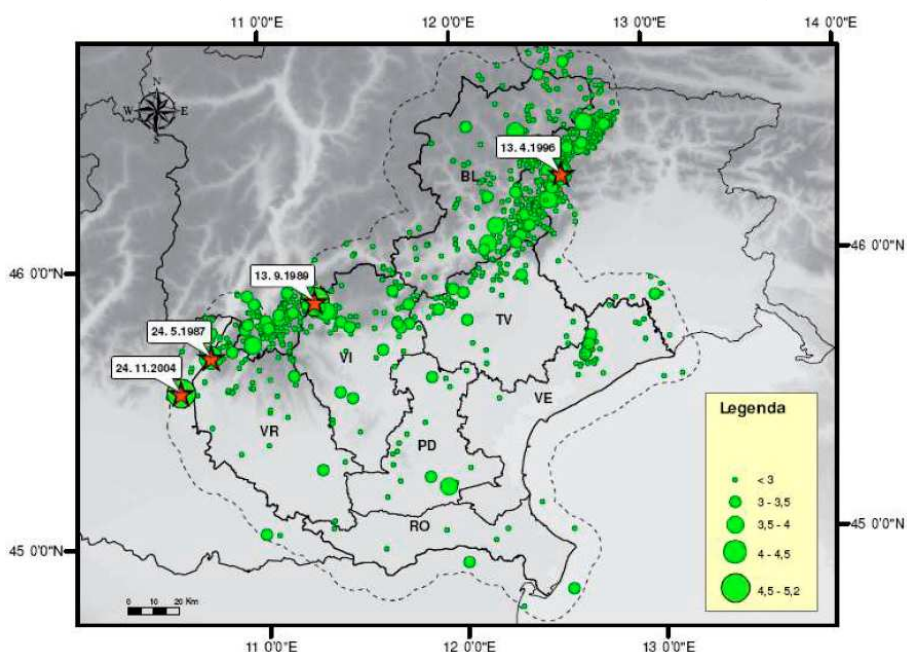 11 0'0"E 12 0'0"E 13 0'0"E 14 0'0"E
N
W E
S
13. 4.1996
BL
46 0'0"N 46 0'0"N
13. 9.1989
TV
24. 5.1987
VI
24. 11.2004
VE
Legenda
VR
PD
< 3
3 - 3,5
RO
3,5 - 4
45 0'0"N 45 0'0"N
4 - 4,5
4,5 - 5,2
0 10 20 Km
11 0'0"E 12 0'0"E 13 0'0"E